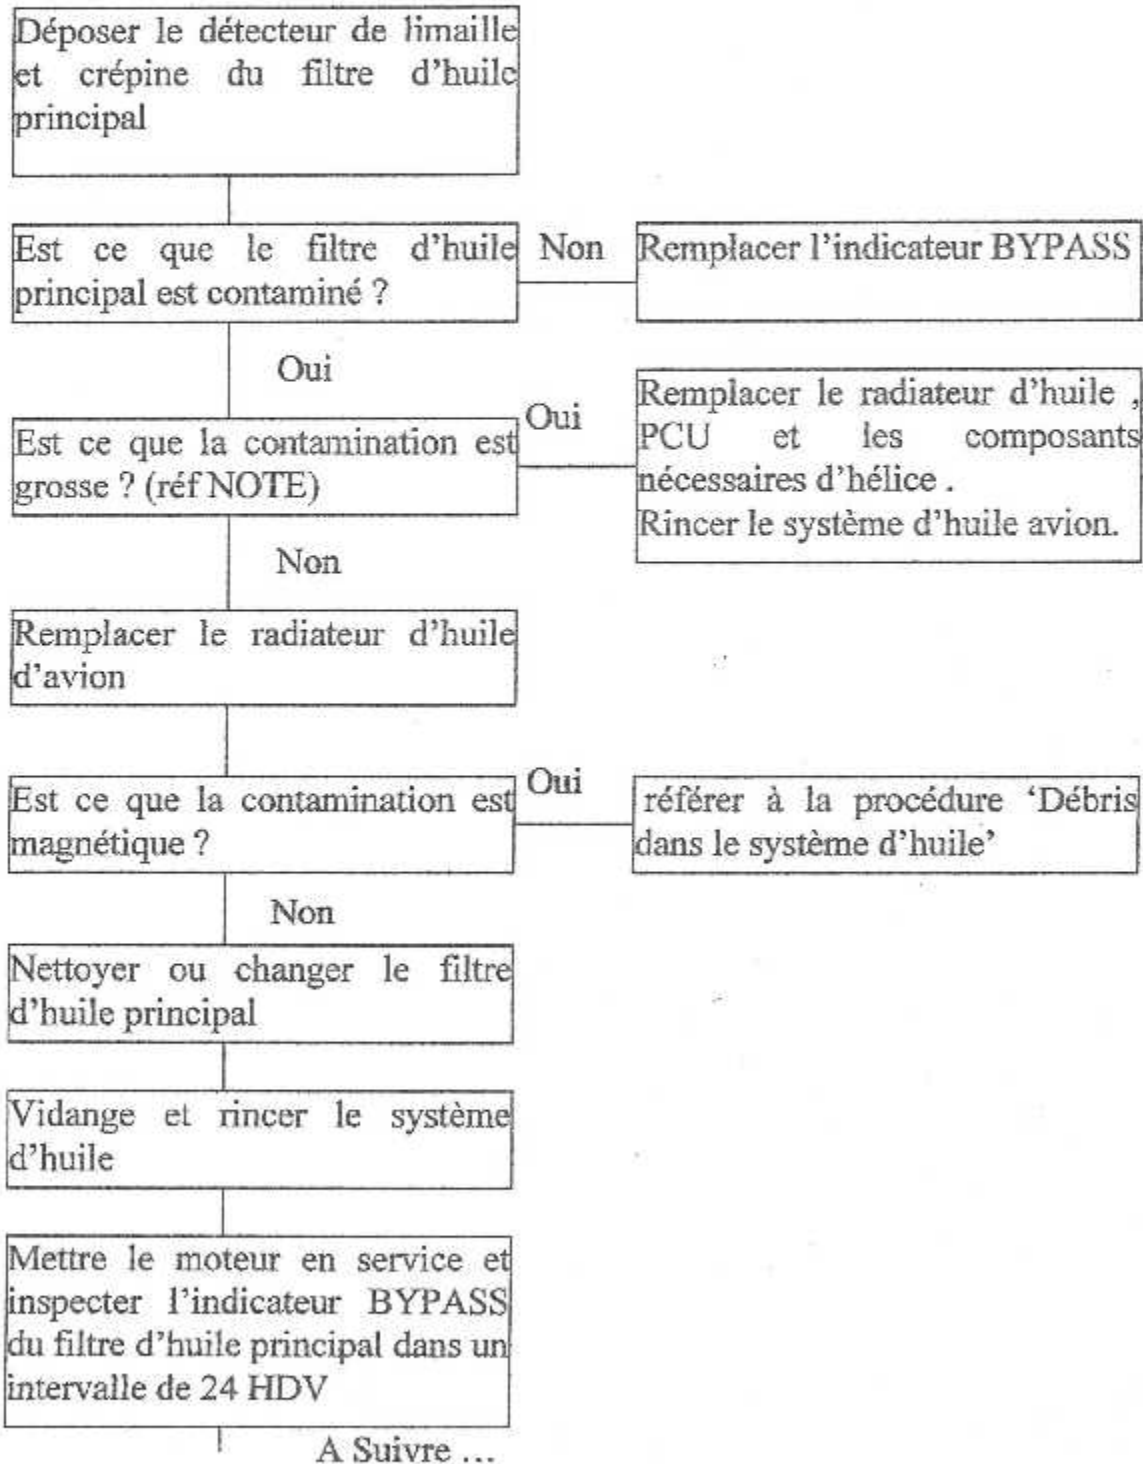 Déposer le détecteur de limaille
et crépine du filtre d'huile
principal
Est ce que le filtre d'huile
principal est contaminé ?
Non
Remplacer l'indicateur BYPASS
Oui
Est ce que la contamination est
grosse ? (réf NOTE)
Oui
Remplacer le radiateur d'huile ,
PCU et les composants
nécessaires d'hélice .
Rincer le système d'huile avion.
Non
Remplacer le radiateur d'huile
d'avion
Est ce que la contamination est
magnétique ?
Oui
référer à la procédure ‘Débris
dans le système d'huile’
Non
Nettoyer ou changer le filtre
d'huile principal
Vidange et rincer le système
d'huile
Mettre le moteur en service et
inspecter l'indicateur BYPASS
du filtre d'huile principal dans un
intervalle de 24 HDV
A Suivre ...